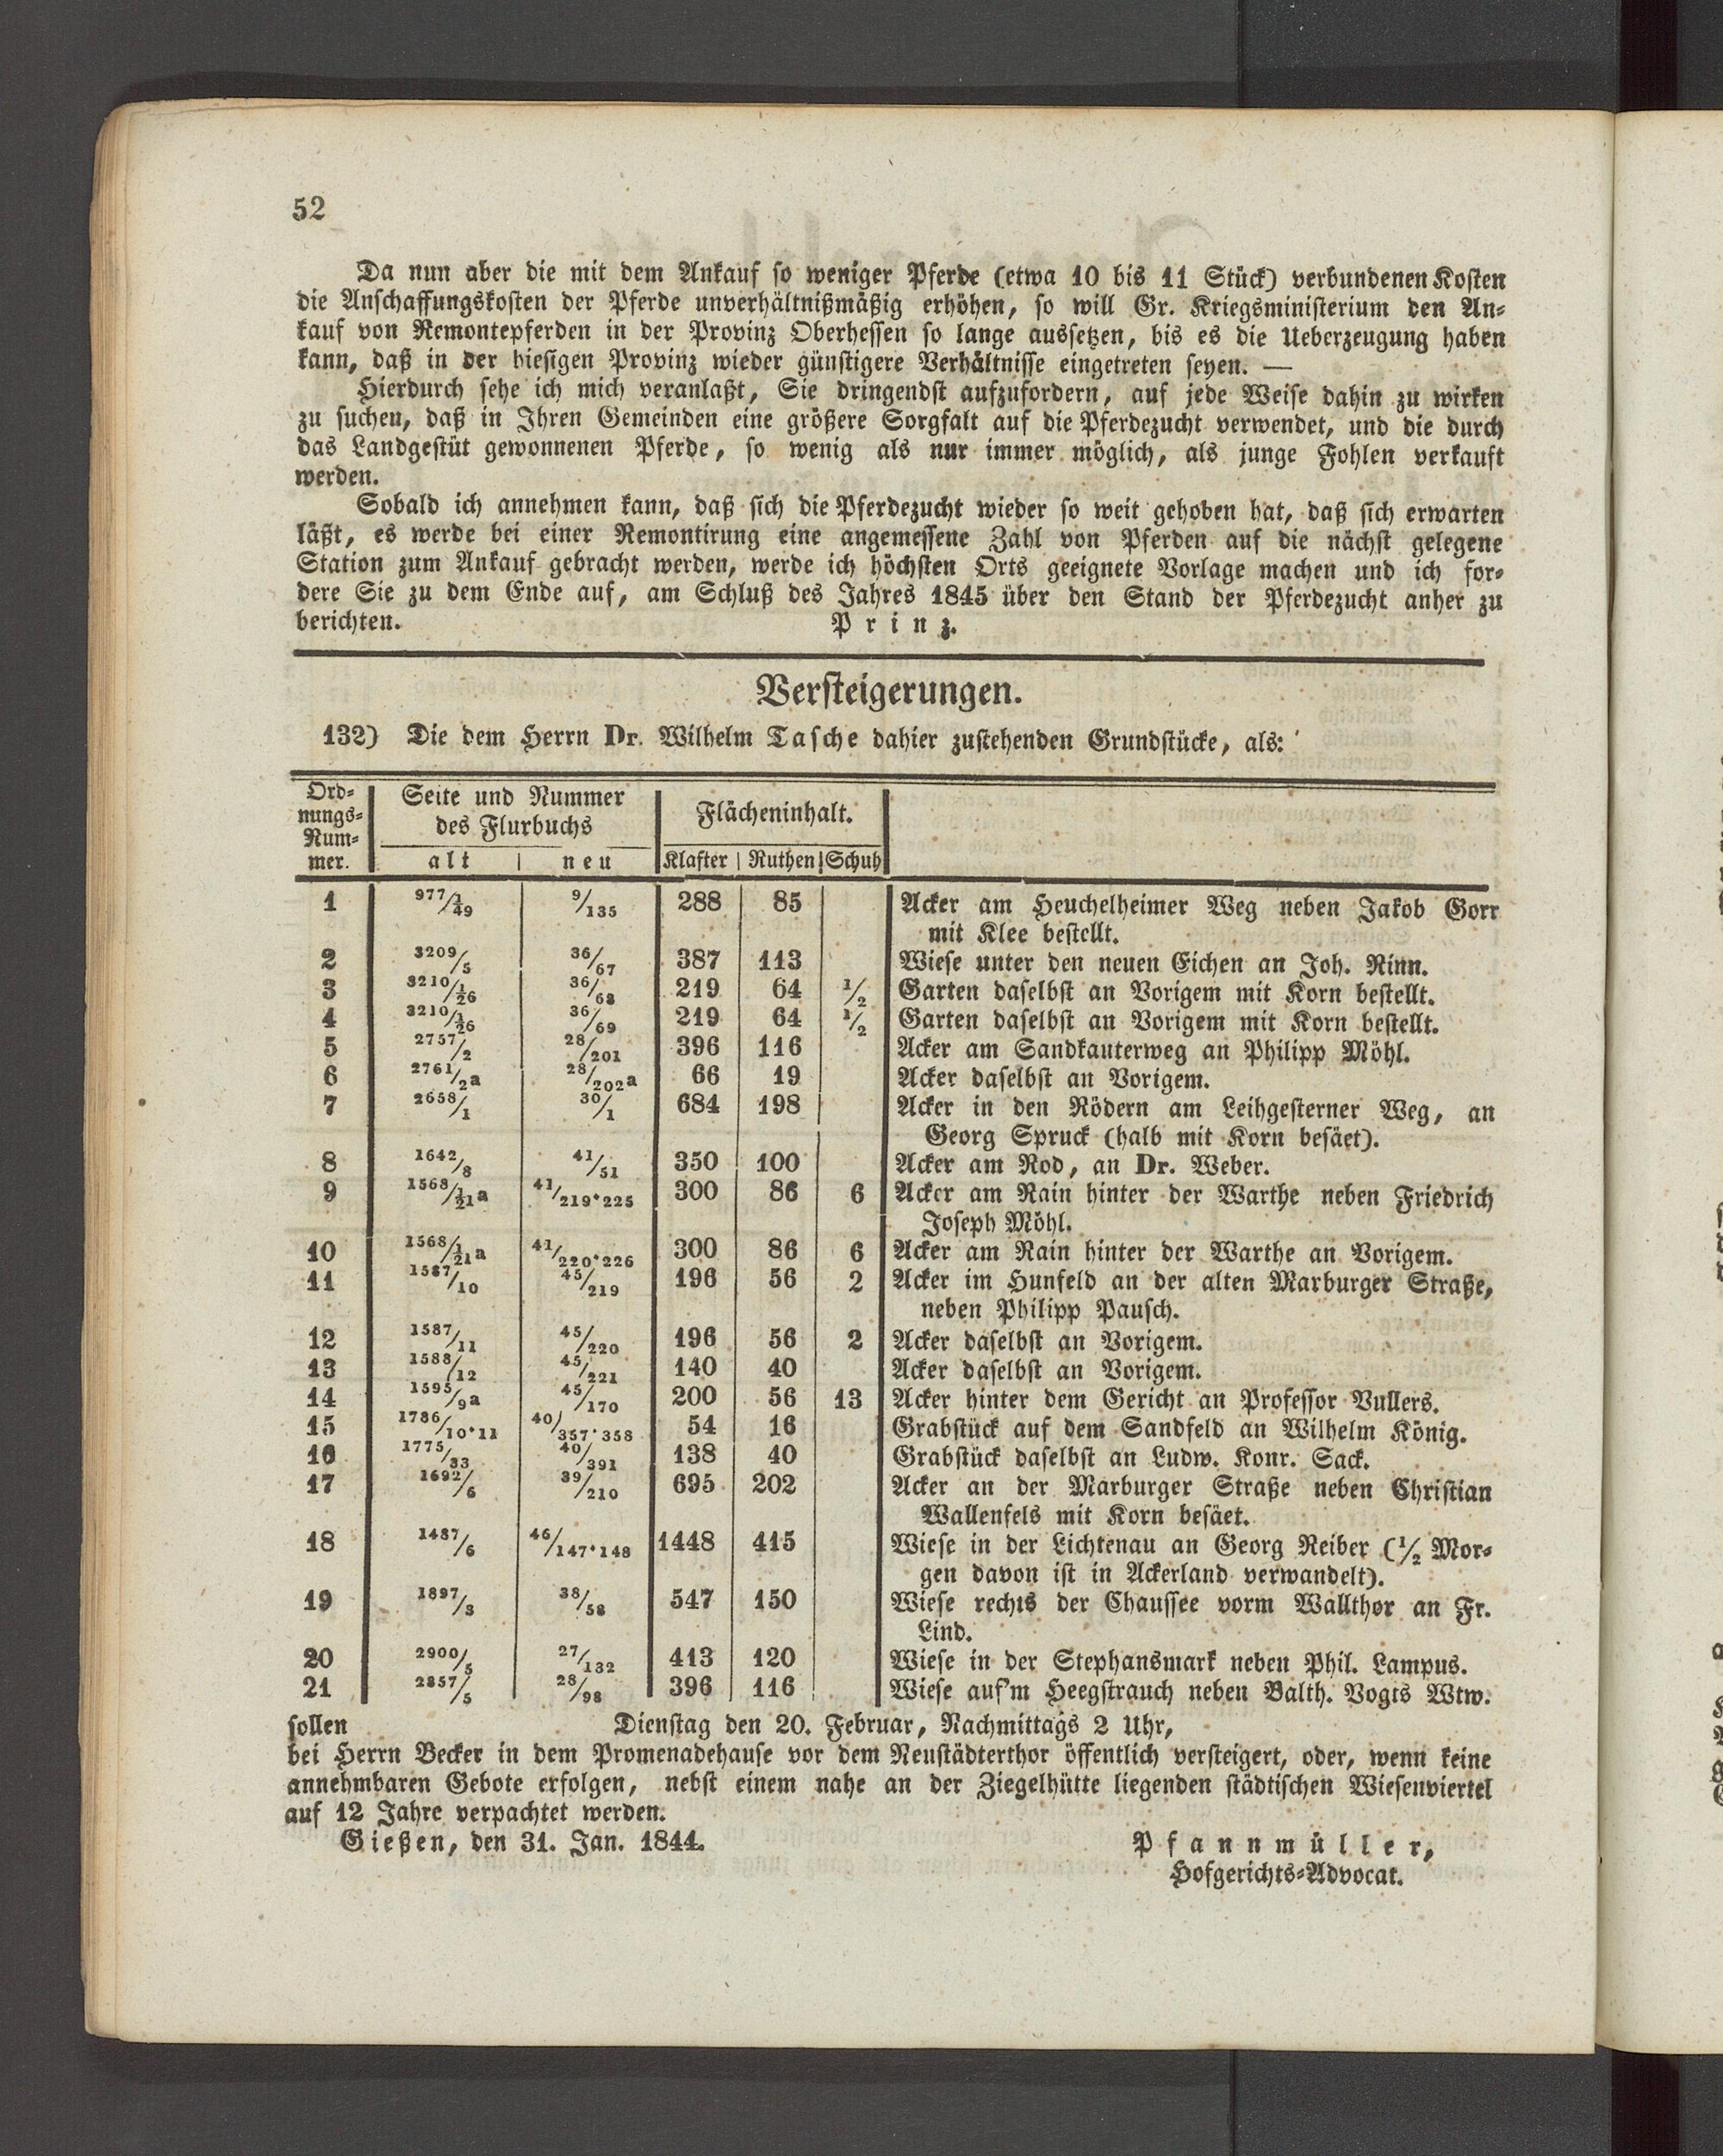 52
Da nun aber die mit dem Ankauf so weniger Pferde (etwa 10 bis 11 Stück) verbundenen Kosten
die Anschaffungskosten der Pferde unverhältnißmäßig erhöhen, so will Gr. Kriegsministerium den An-
kauf von Remontepferden in der Provinz Oberhessen so lange aussetzen, bis es die Ueberzeugung haben
kann, daß in der hiesigen Provinz wieder günstigere Verhältnisse eingetreten seyen. —
Hierdurch sehe ich mich veranlaßt, Sie dringendst aufzufordern, auf jede Weise dahin zu wirken
zu suchen, daß in Ihren Gemeinden eine größere Sorgfalt auf die Pferdezucht verwendet, und die durch
das Landgestüt gewonnenen Pferde, so wenig als nur immer möglich, als junge Fohlen verkauft
werden.
Sobald ich annehmen kann, daß sich die Pferdezucht wieder so weit gehoben hat, daß sich erwarten
läßt, es werde bei einer Remontirung eine angemessene Zahl von Pferden auf die nächst gelegene
Station zum Ankauf gebracht werden, werde ich höchsten Orts geeignete Vorlage machen und ich for-
dere Sie zu dem Ende auf, am Schluß des Jahres 1845 über den Stand der Pferdezucht anher zu
berichten. Prinz.
Versteigerungen.
132) Die dem Herrn Dr. Wilhelm Tasche dahier zustehenden Grundstücke, als:
Ord-
nungs-
Num-
mer.
Seite und Nummer
des Flurbuchs
alt | neu
Flächeninhalt.
Klafter | Ruthen | Schuh
1 977/1/49 9/135 288 85 Acker am Heuchelheimer Weg neben Jakob Gorr
mit Klee bestellt.
2 3209/5 36/67 387 113 Wiese unter den neuen Eichen an Joh. Rinn.
3 3210/1/26 36/68 219 64 1/2 Garten daselbst an Vorigem mit Korn bestellt.
4 3210/1/26 36/69 219 64 1/2 Garten daselbst an Vorigem mit Korn bestellt.
5 2757/2 28/201 396 116 Acker am Sandkauterweg an Philipp Möhl.
6 2761/2a 28/202a 66 19 Acker daselbst an Vorigem.
7 2658/1 30/1 684 198 Acker in den Rödern am Leihgesterner Weg, an
Georg Spruck (halb mit Korn besäet).
8 1642/8 41/51 350 100 Acker am Rod, an Dr. Weber.
9 1568/1/21a 41/219·225 300 86 6 Acker am Rain hinter der Warthe neben Friedrich
Joseph Möhl.
10 1568/1/21a 41/220·226 300 86 6 Acker am Rain hinter der Warthe an Vorigem.
11 1587/10 45/219 196 56 2 Acker im Hunfeld an der alten Marburger Straße,
neben Philipp Pausch.
12 1587/11 45/220 196 56 2 Acker daselbst an Vorigem.
13 1588/12 45/221 140 40 Acker daselbst an Vorigem.
14 1595/9a 45/170 200 56 13 Acker hinter dem Gericht an Professor Vullers.
15 1786/10·11 40/357·358 54 16 Grabstück auf dem Sandfeld an Wilhelm König.
16 1775/33 40/391 138 40 Grabstück daselbst an Ludw. Konr. Sack.
17 1692/6 39/210 695 202 Acker an der Marburger Straße neben Christian
Wallenfels mit Korn besäet.
18 1487/6 46/147·148 1448 415 Wiese in der Lichtenau an Georg Reiber (1/2 Mor-
gen davon ist in Ackerland verwandelt).
19 1897/3 38/58 547 150 Wiese rechts der Chaussee vorm Wallthor an Fr.
Lind.
20 2900/5 27/132 413 120 Wiese in der Stephansmark neben Phil. Lampus.
21 2857/5 28/98 396 116 Wiese auf'm Heegstrauch neben Balth. Vogts Wtw.
sollen Dienstag den 20. Februar, Nachmittags 2 Uhr,
bei Herrn Becker in dem Promenadehause vor dem Neustädterthor öffentlich versteigert, oder, wenn keine
annehmbaren Gebote erfolgen, nebst einem nahe an der Ziegelhütte liegenden städtischen Wiesenviertel
auf 12 Jahre verpachtet werden.
Gießen, den 31. Jan. 1844. Pfannmüller,
Hofgerichts-Advocat.